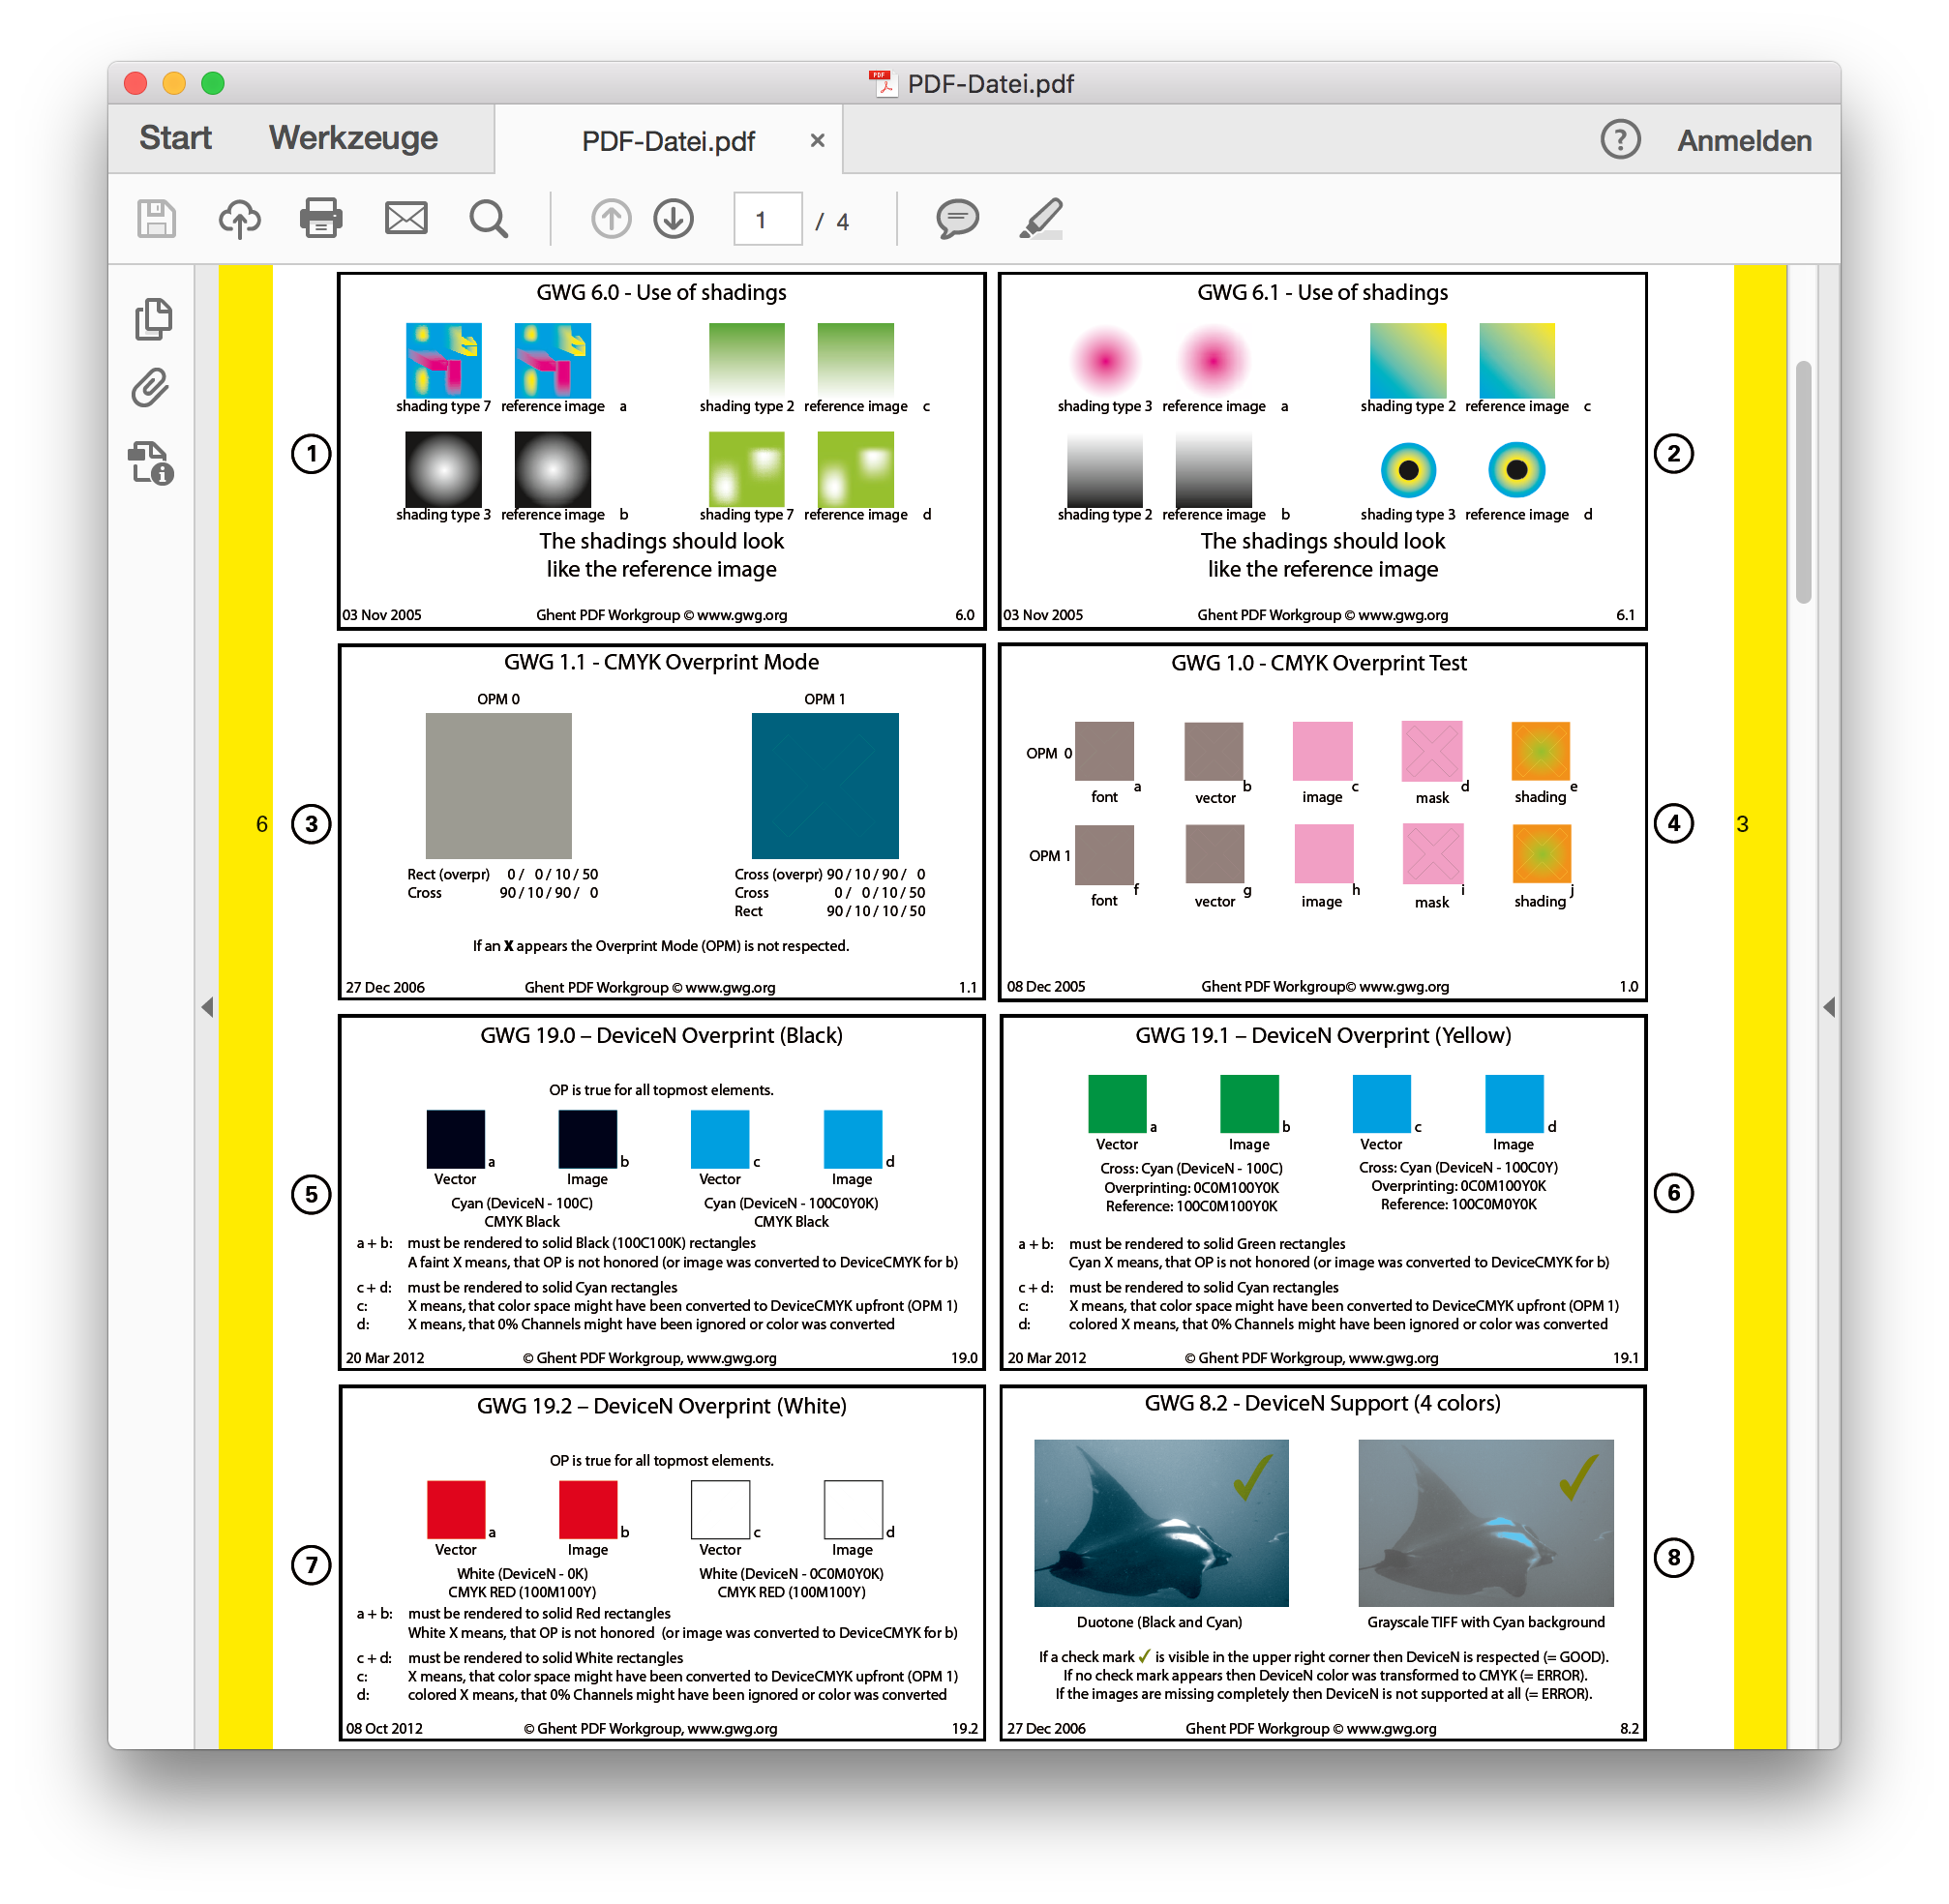 PDF-Datei.pdf
Start Werkzeuge PDF-Datei.pdf × ? Anmelden
1 / 4
GWG 6.0 - Use of shadings
shading type 7 reference image a shading type 2 reference image c
shading type 3 reference image b shading type 7 reference image d
The shadings should look
like the reference image
03 Nov 2005 Ghent PDF Workgroup © www.gwg.org 6.0
1
GWG 6.1 - Use of shadings
shading type 3 reference image a shading type 2 reference image c
shading type 2 reference image b shading type 3 reference image d
The shadings should look
like the reference image
03 Nov 2005 Ghent PDF Workgroup © www.gwg.org 6.1
2
6
3
GWG 1.1 - CMYK Overprint Mode
OPM 0 OPM 1
Rect (overpr) 0 / 0 / 10 / 50 Cross (overpr) 90 / 10 / 90 / 0
Cross 90 / 10 / 90 / 0 Cross 0 / 0 / 10 / 50
Rect 90 / 10 / 10 / 50
If an X appears the Overprint Mode (OPM) is not respected.
27 Dec 2006 Ghent PDF Workgroup © www.gwg.org 1.1
GWG 1.0 - CMYK Overprint Test
OPM 0 a b c d e
font vector image mask shading
OPM 1 f g h i j
font vector image mask shading
08 Dec 2005 Ghent PDF Workgroup© www.gwg.org 1.0
4
3
5
GWG 19.0 – DeviceN Overprint (Black)
OP is true for all topmost elements.
a b c d
Vector Image Vector Image
Cyan (DeviceN - 100C) Cyan (DeviceN - 100C0Y0K)
CMYK Black CMYK Black
a + b: must be rendered to solid Black (100C100K) rectangles
A faint X means, that OP is not honored (or image was converted to DeviceCMYK for b)
c + d: must be rendered to solid Cyan rectangles
c: X means, that color space might have been converted to DeviceCMYK upfront (OPM 1)
d: X means, that 0% Channels might have been ignored or color was converted
20 Mar 2012 © Ghent PDF Workgroup, www.gwg.org 19.0
GWG 19.1 – DeviceN Overprint (Yellow)
a b c d
Vector Image Vector Image
Cross: Cyan (DeviceN - 100C) Cross: Cyan (DeviceN - 100C0Y)
Overprinting: 0C0M100Y0K Overprinting: 0C0M100Y0K
Reference: 100C0M100Y0K Reference: 100C0M0Y0K
a + b: must be rendered to solid Green rectangles
Cyan X means, that OP is not honored (or image was converted to DeviceCMYK for b)
c + d: must be rendered to solid Cyan rectangles
c: X means, that color space might have been converted to DeviceCMYK upfront (OPM 1)
d: colored X means, that 0% Channels might have been ignored or color was converted
20 Mar 2012 © Ghent PDF Workgroup, www.gwg.org 19.1
6
7
GWG 19.2 – DeviceN Overprint (White)
OP is true for all topmost elements.
a b c d
Vector Image Vector Image
White (DeviceN - 0K) White (DeviceN - 0C0M0Y0K)
CMYK RED (100M100Y) CMYK RED (100M100Y)
a + b: must be rendered to solid Red rectangles
White X means, that OP is not honored (or image was converted to DeviceCMYK for b)
c + d: must be rendered to solid White rectangles
c: X means, that color space might have been converted to DeviceCMYK upfront (OPM 1)
d: colored X means, that 0% Channels might have been ignored or color was converted
08 Oct 2012 © Ghent PDF Workgroup, www.gwg.org 19.2
GWG 8.2 - DeviceN Support (4 colors)
Duotone (Black and Cyan) Grayscale TIFF with Cyan background
If a check mark ✓ is visible in the upper right corner then DeviceN is respected (= GOOD).
If no check mark appears then DeviceN color was transformed to CMYK (= ERROR).
If the images are missing completely then DeviceN is not supported at all (= ERROR).
27 Dec 2006 Ghent PDF Workgroup © www.gwg.org 8.2
8